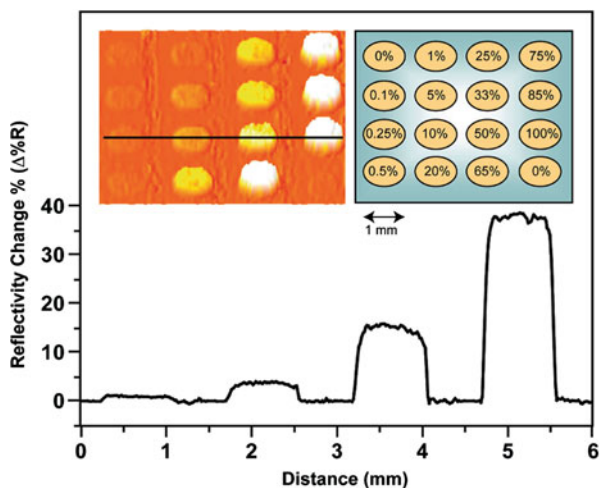 0% 1% 25% 75%
0.1% 5% 33% 85%
0.25% 10% 50% 100%
0.5% 20% 65% 0%
1 mm
Reflectivity Change % (Δ%R)
40
30
20
10
0
0 1 2 3 4 5 6
Distance (mm)